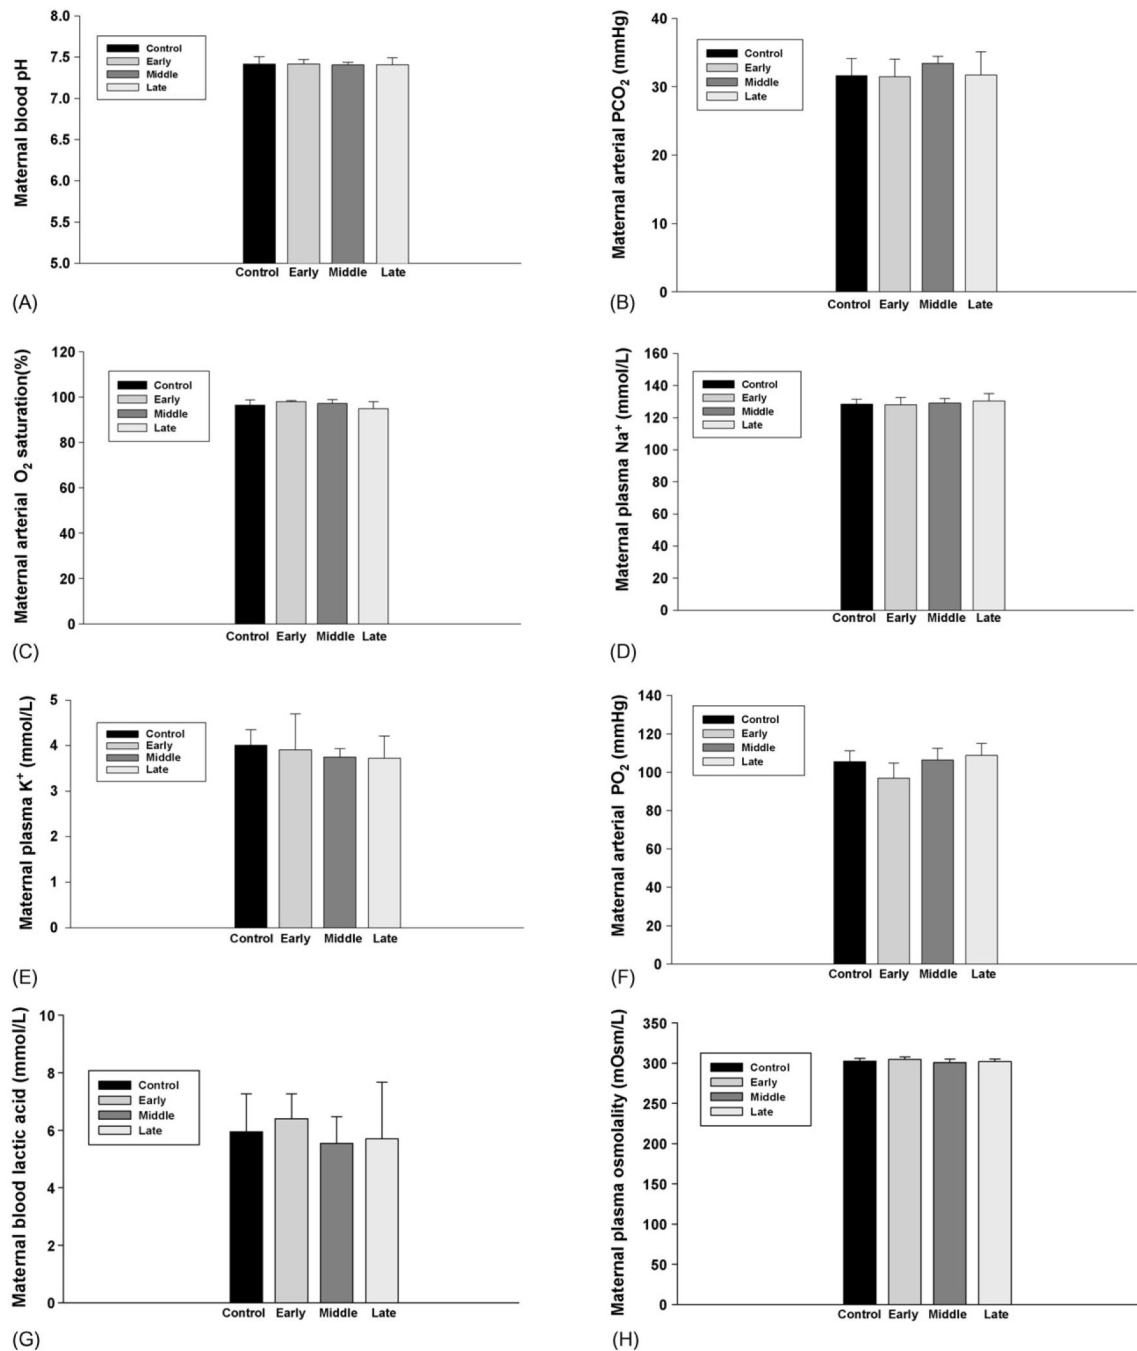 Maternal blood pH
8.0
7.5
7.0
6.5
6.0
5.5
5.0
Control
Early
Middle
Late
Control Early Middle Late
(A)
Maternal arterial PCO₂ (mmHg)
40
30
20
10
0
Control
Early
Middle
Late
Control Early Middle Late
(B)
Maternal arterial O₂ saturation(%)
120
100
80
60
40
20
0
Control
Early
Middle
Late
Control Early Middle Late
(C)
Maternal plasma Na⁺ (mmol/L)
160
140
120
100
80
60
40
20
0
Control
Early
Middle
Late
Control Early Middle Late
(D)
Maternal plasma K⁺ (mmol/L)
5
4
3
2
1
0
Control
Early
Middle
Late
Control Early Middle Late
(E)
Maternal arterial PO₂ (mmHg)
140
120
100
80
60
40
20
0
Control
Early
Middle
Late
Control Early Middle Late
(F)
Maternal blood lactic acid (mmol/L)
10
8
6
4
2
0
Control
Early
Middle
Late
Control Early Middle Late
(G)
Maternal plasma osmolality (mOsm/L)
350
300
250
200
150
100
50
0
Control
Early
Middle
Late
Control Early Middle Late
(H)